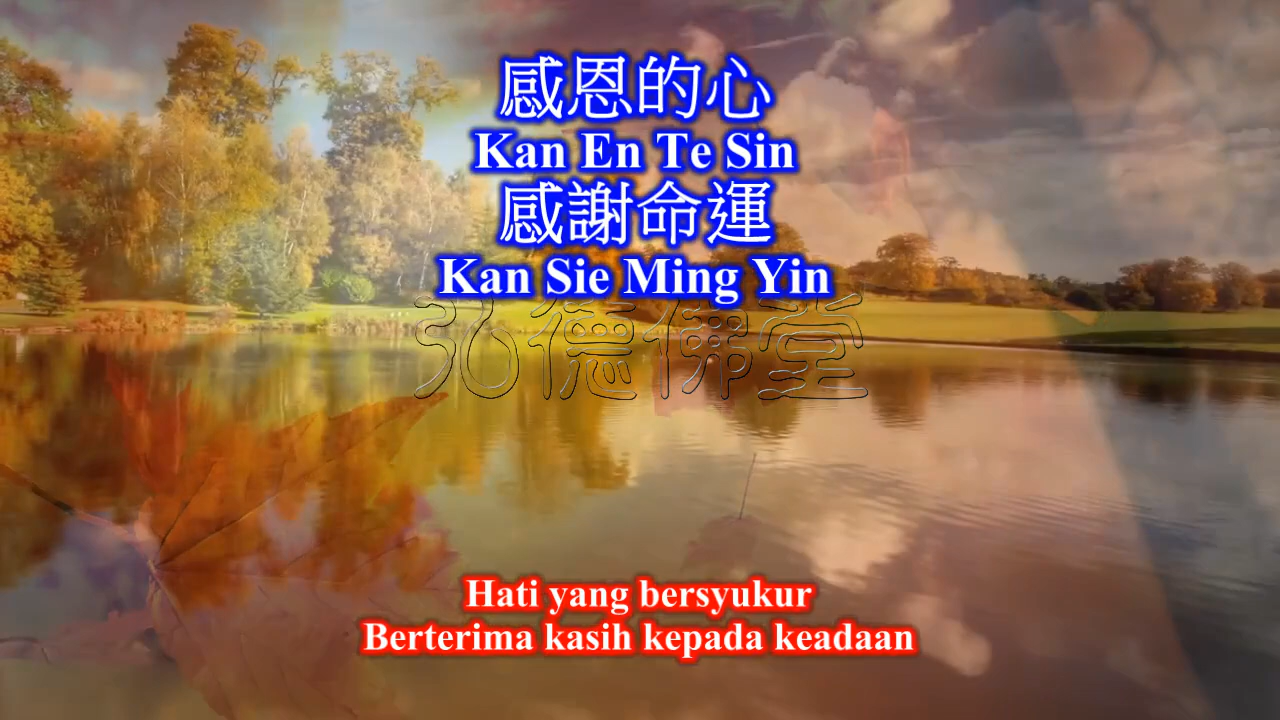 感恩的心
Kan En Te Sin
感謝命運
Kan Sie Ming Yin
弘德佛堂
Hati yang bersyukur
Berterima kasih kepada keadaan